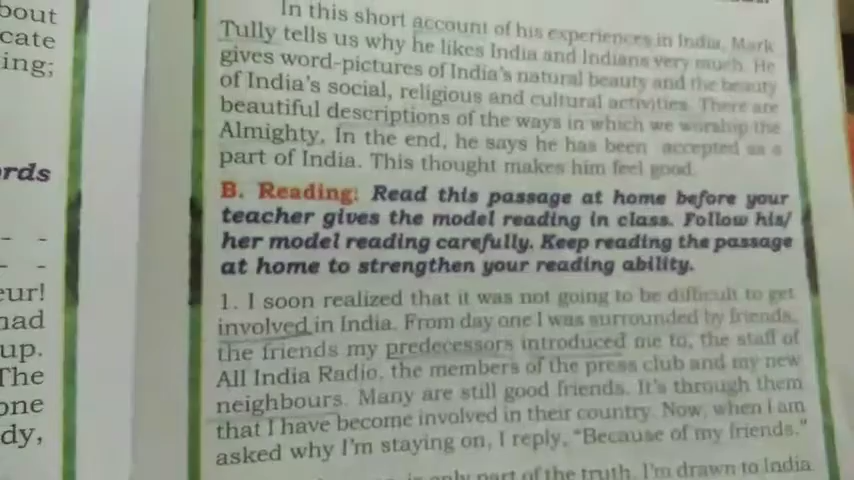 bout
cate
ing;
rds
eur!
had
up.
The
one
dy,
In this short account of his experiences in India, Mark
Tully tells us why he likes India and Indians very much. He
gives word-pictures of India's natural beauty and the beauty
of India's social, religious and cultural activities. There are
beautiful descriptions of the ways in which we worship the
Almighty. In the end, he says he has been accepted as a
part of India. This thought makes him feel good.
B. Reading: Read this passage at home before your
teacher gives the model reading in class. Follow his/
her model reading carefully. Keep reading the passage
at home to strengthen your reading ability.
1. I soon realized that it was not going to be difficult to get
involved in India. From day one I was surrounded by friends,
the friends my predecessors introduced me to, the staff of
All India Radio, the members of the press club and my new
neighbours. Many are still good friends. It's through them
that I have become involved in their country. Now, when I am
asked why I'm staying on, I reply, "Because of my friends."
is only part of the truth. I'm drawn to India